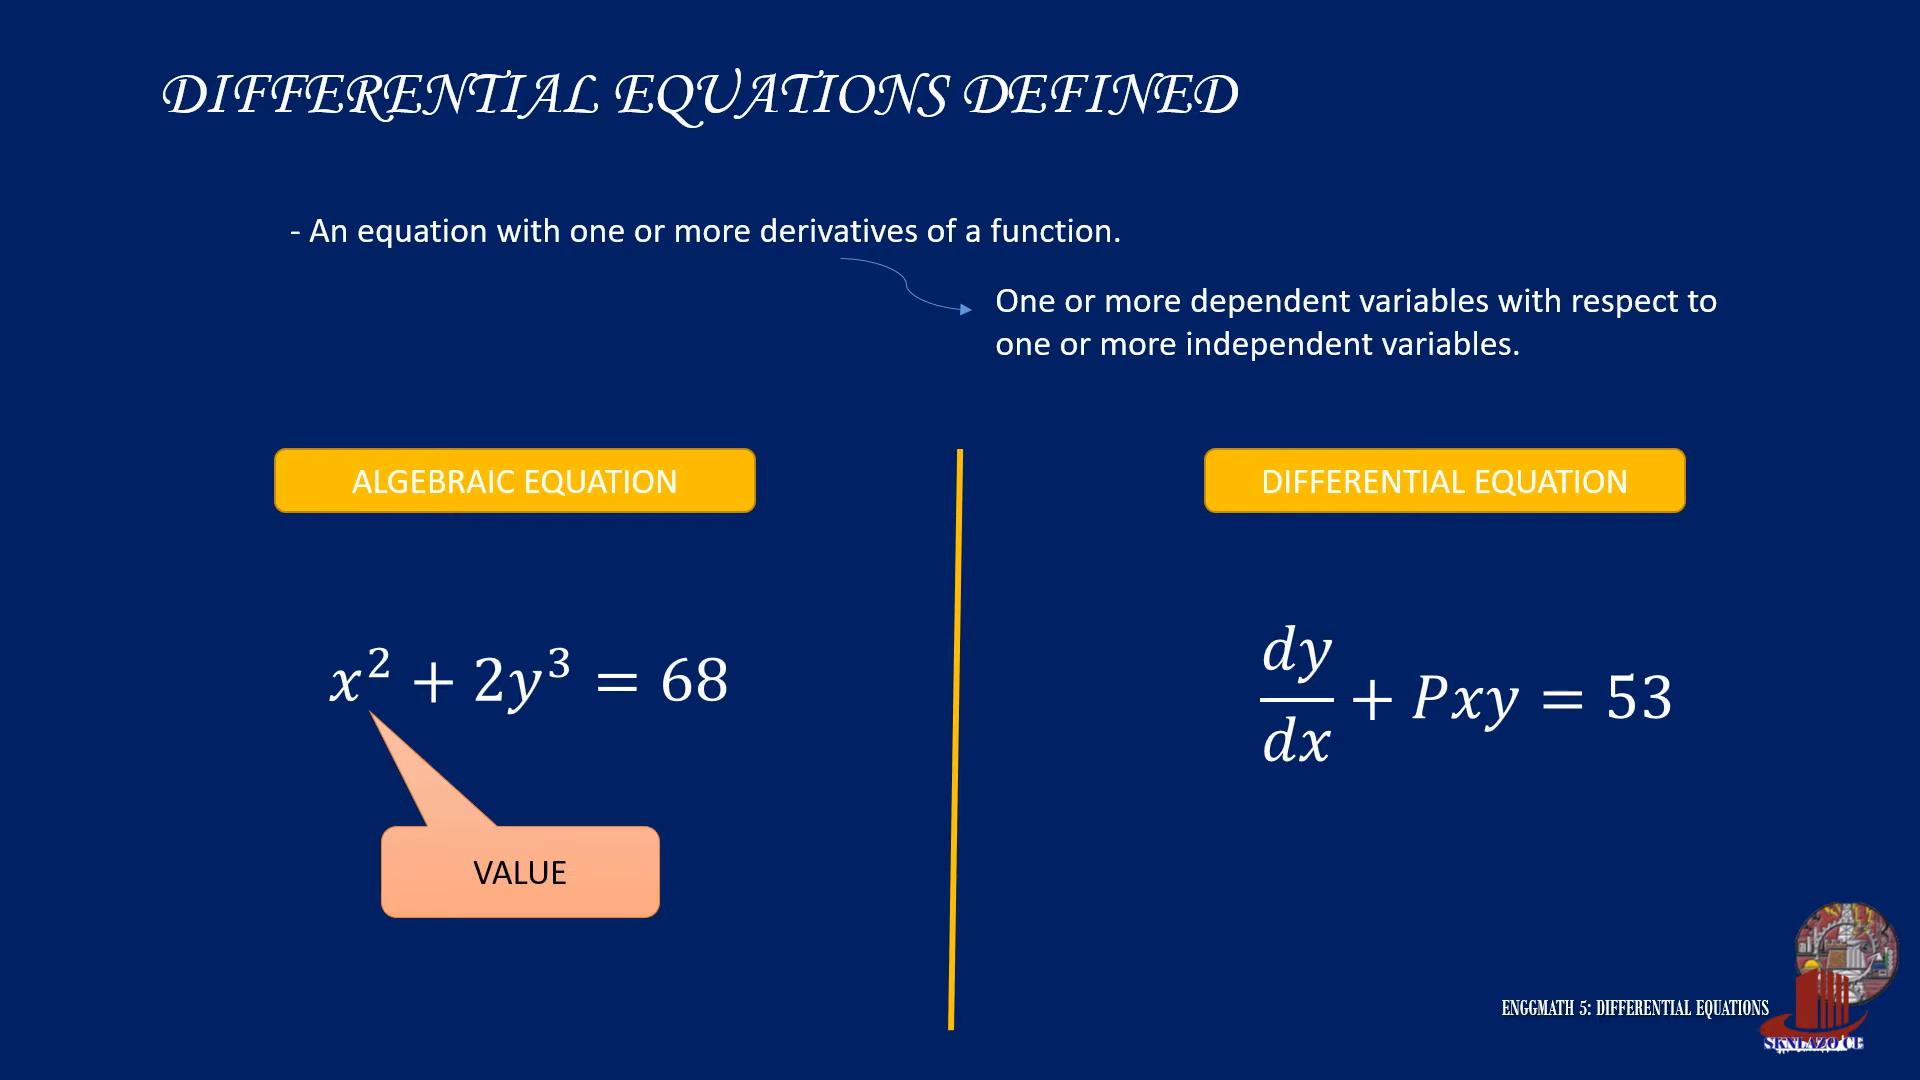 DIFFERENTIAL EQUATIONS DEFINED
- An equation with one or more derivatives of a function.
One or more dependent variables with respect to
one or more independent variables.
ALGEBRAIC EQUATION
DIFFERENTIAL EQUATION
x² + 2y³ = 68
dy/dx + Pxy = 53
VALUE
ENGGMATH 5: DIFFERENTIAL EQUATIONS
SKNLAZO CE